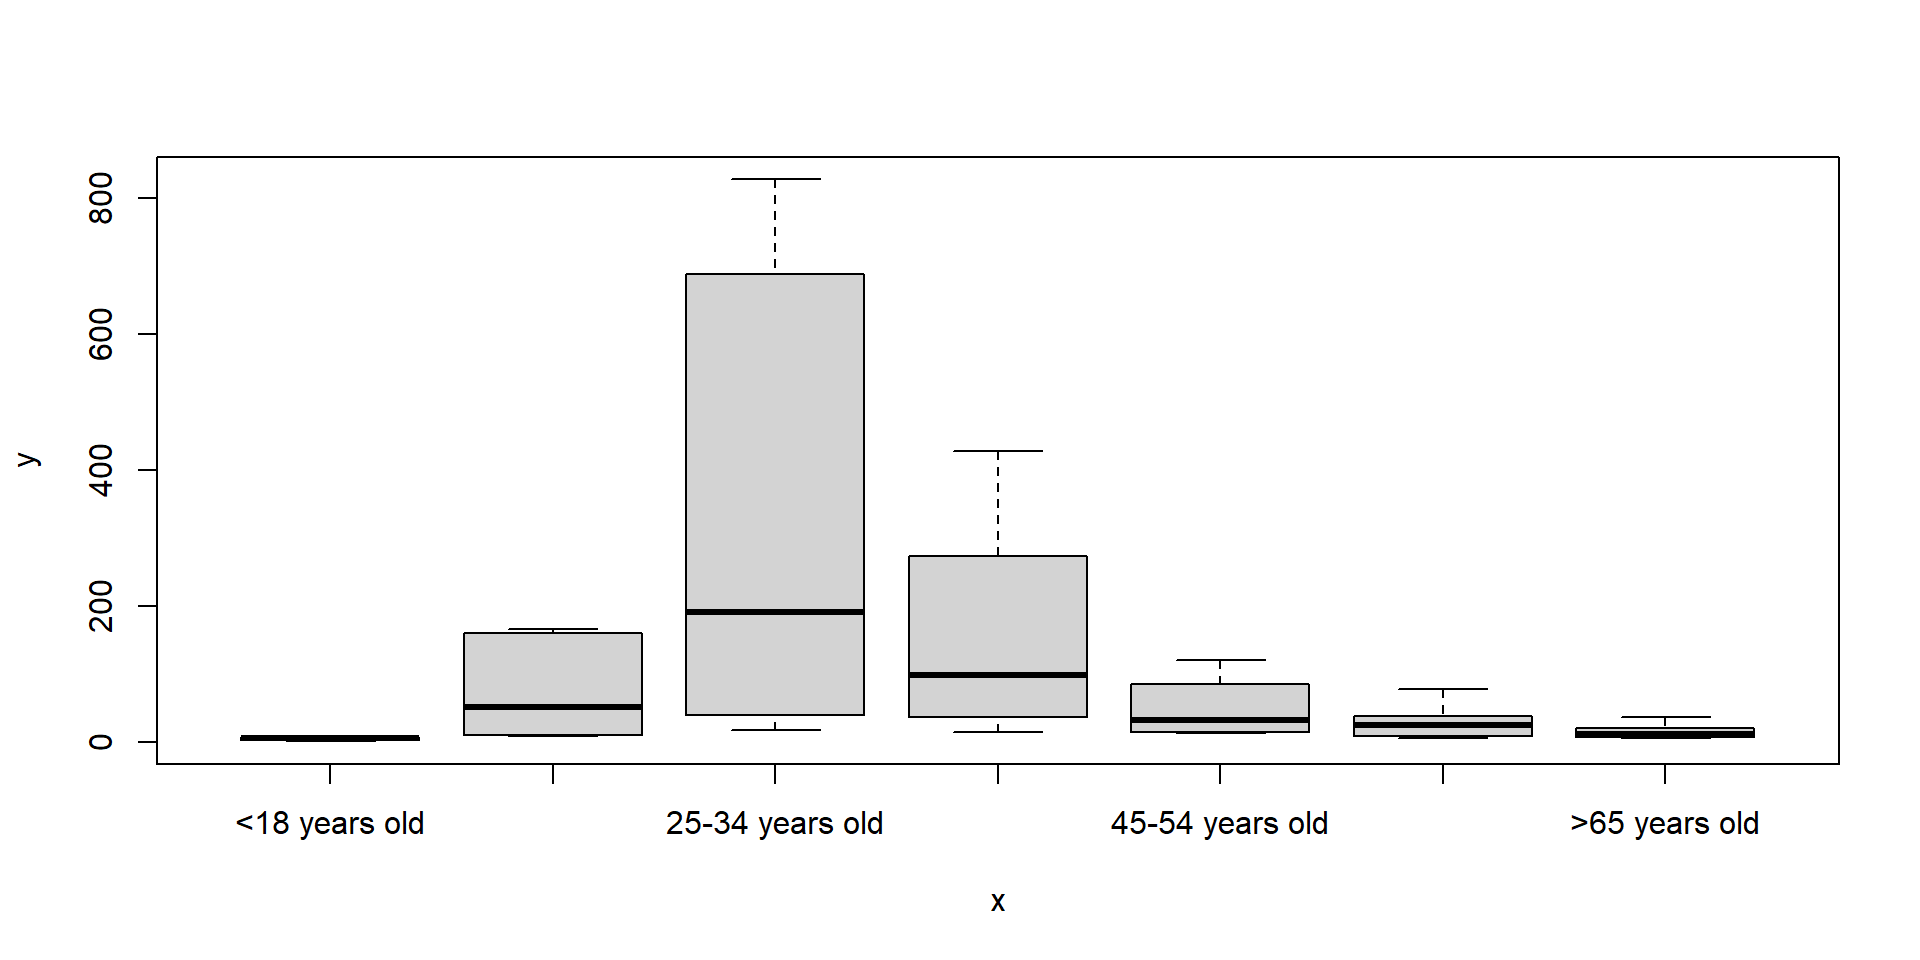 800
600
400
200
0
y
<18 years old
25-34 years old
45-54 years old
>65 years old
x